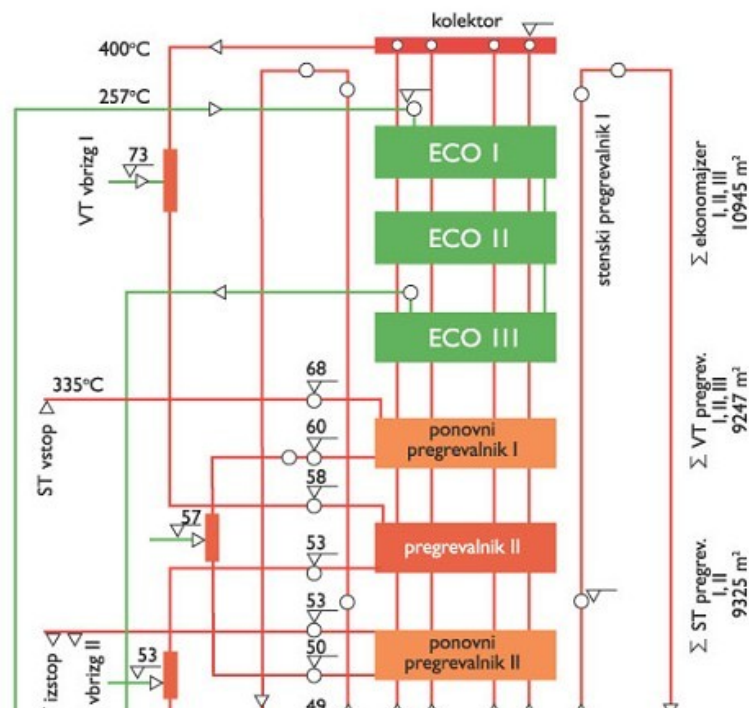 kolektor
400°C
257°C
VT vbrizg I
73
ECO I
ECO II
ECO III
stenski pregrevalnik I
Σ ekonomajzer
I, II, III
10945 m²
335°C
ST vstop
68
60
58
57
53
53
50
53
49
ponovni
pregrevalnik I
pregrevalnik II
ponovni
pregrevalnik II
Σ VT pregrev.
I, II, III
9247 m²
Σ ST pregrev.
I, II
9325 m²
izstop
vbrizg II